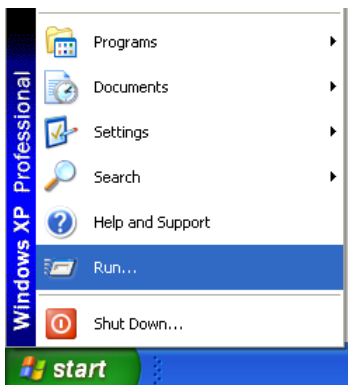 Windows XP Professional
Programs
Documents
Settings
Search
Help and Support
Run...
Shut Down...
start